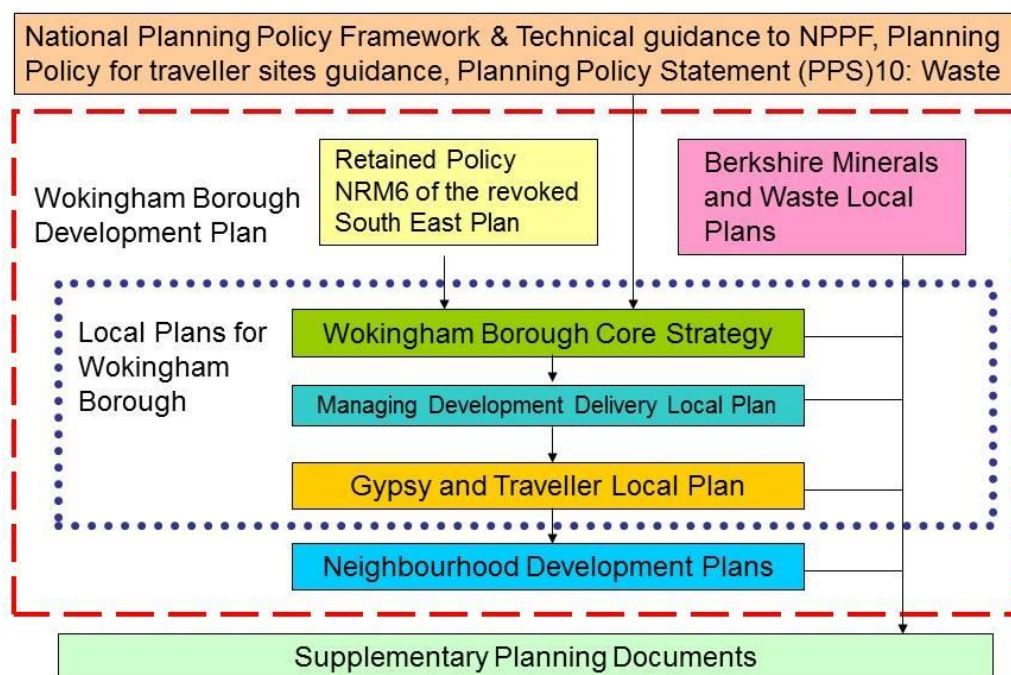 National Planning Policy Framework & Technical guidance to NPPF, Planning
Policy for traveller sites guidance, Planning Policy Statement (PPS)10: Waste
Wokingham Borough
Development Plan
Retained Policy
NRM6 of the revoked
South East Plan
Berkshire Minerals
and Waste Local
Plans
Local Plans for
Wokingham
Borough
Wokingham Borough Core Strategy
Managing Development Delivery Local Plan
Gypsy and Traveller Local Plan
Neighbourhood Development Plans
Supplementary Planning Documents